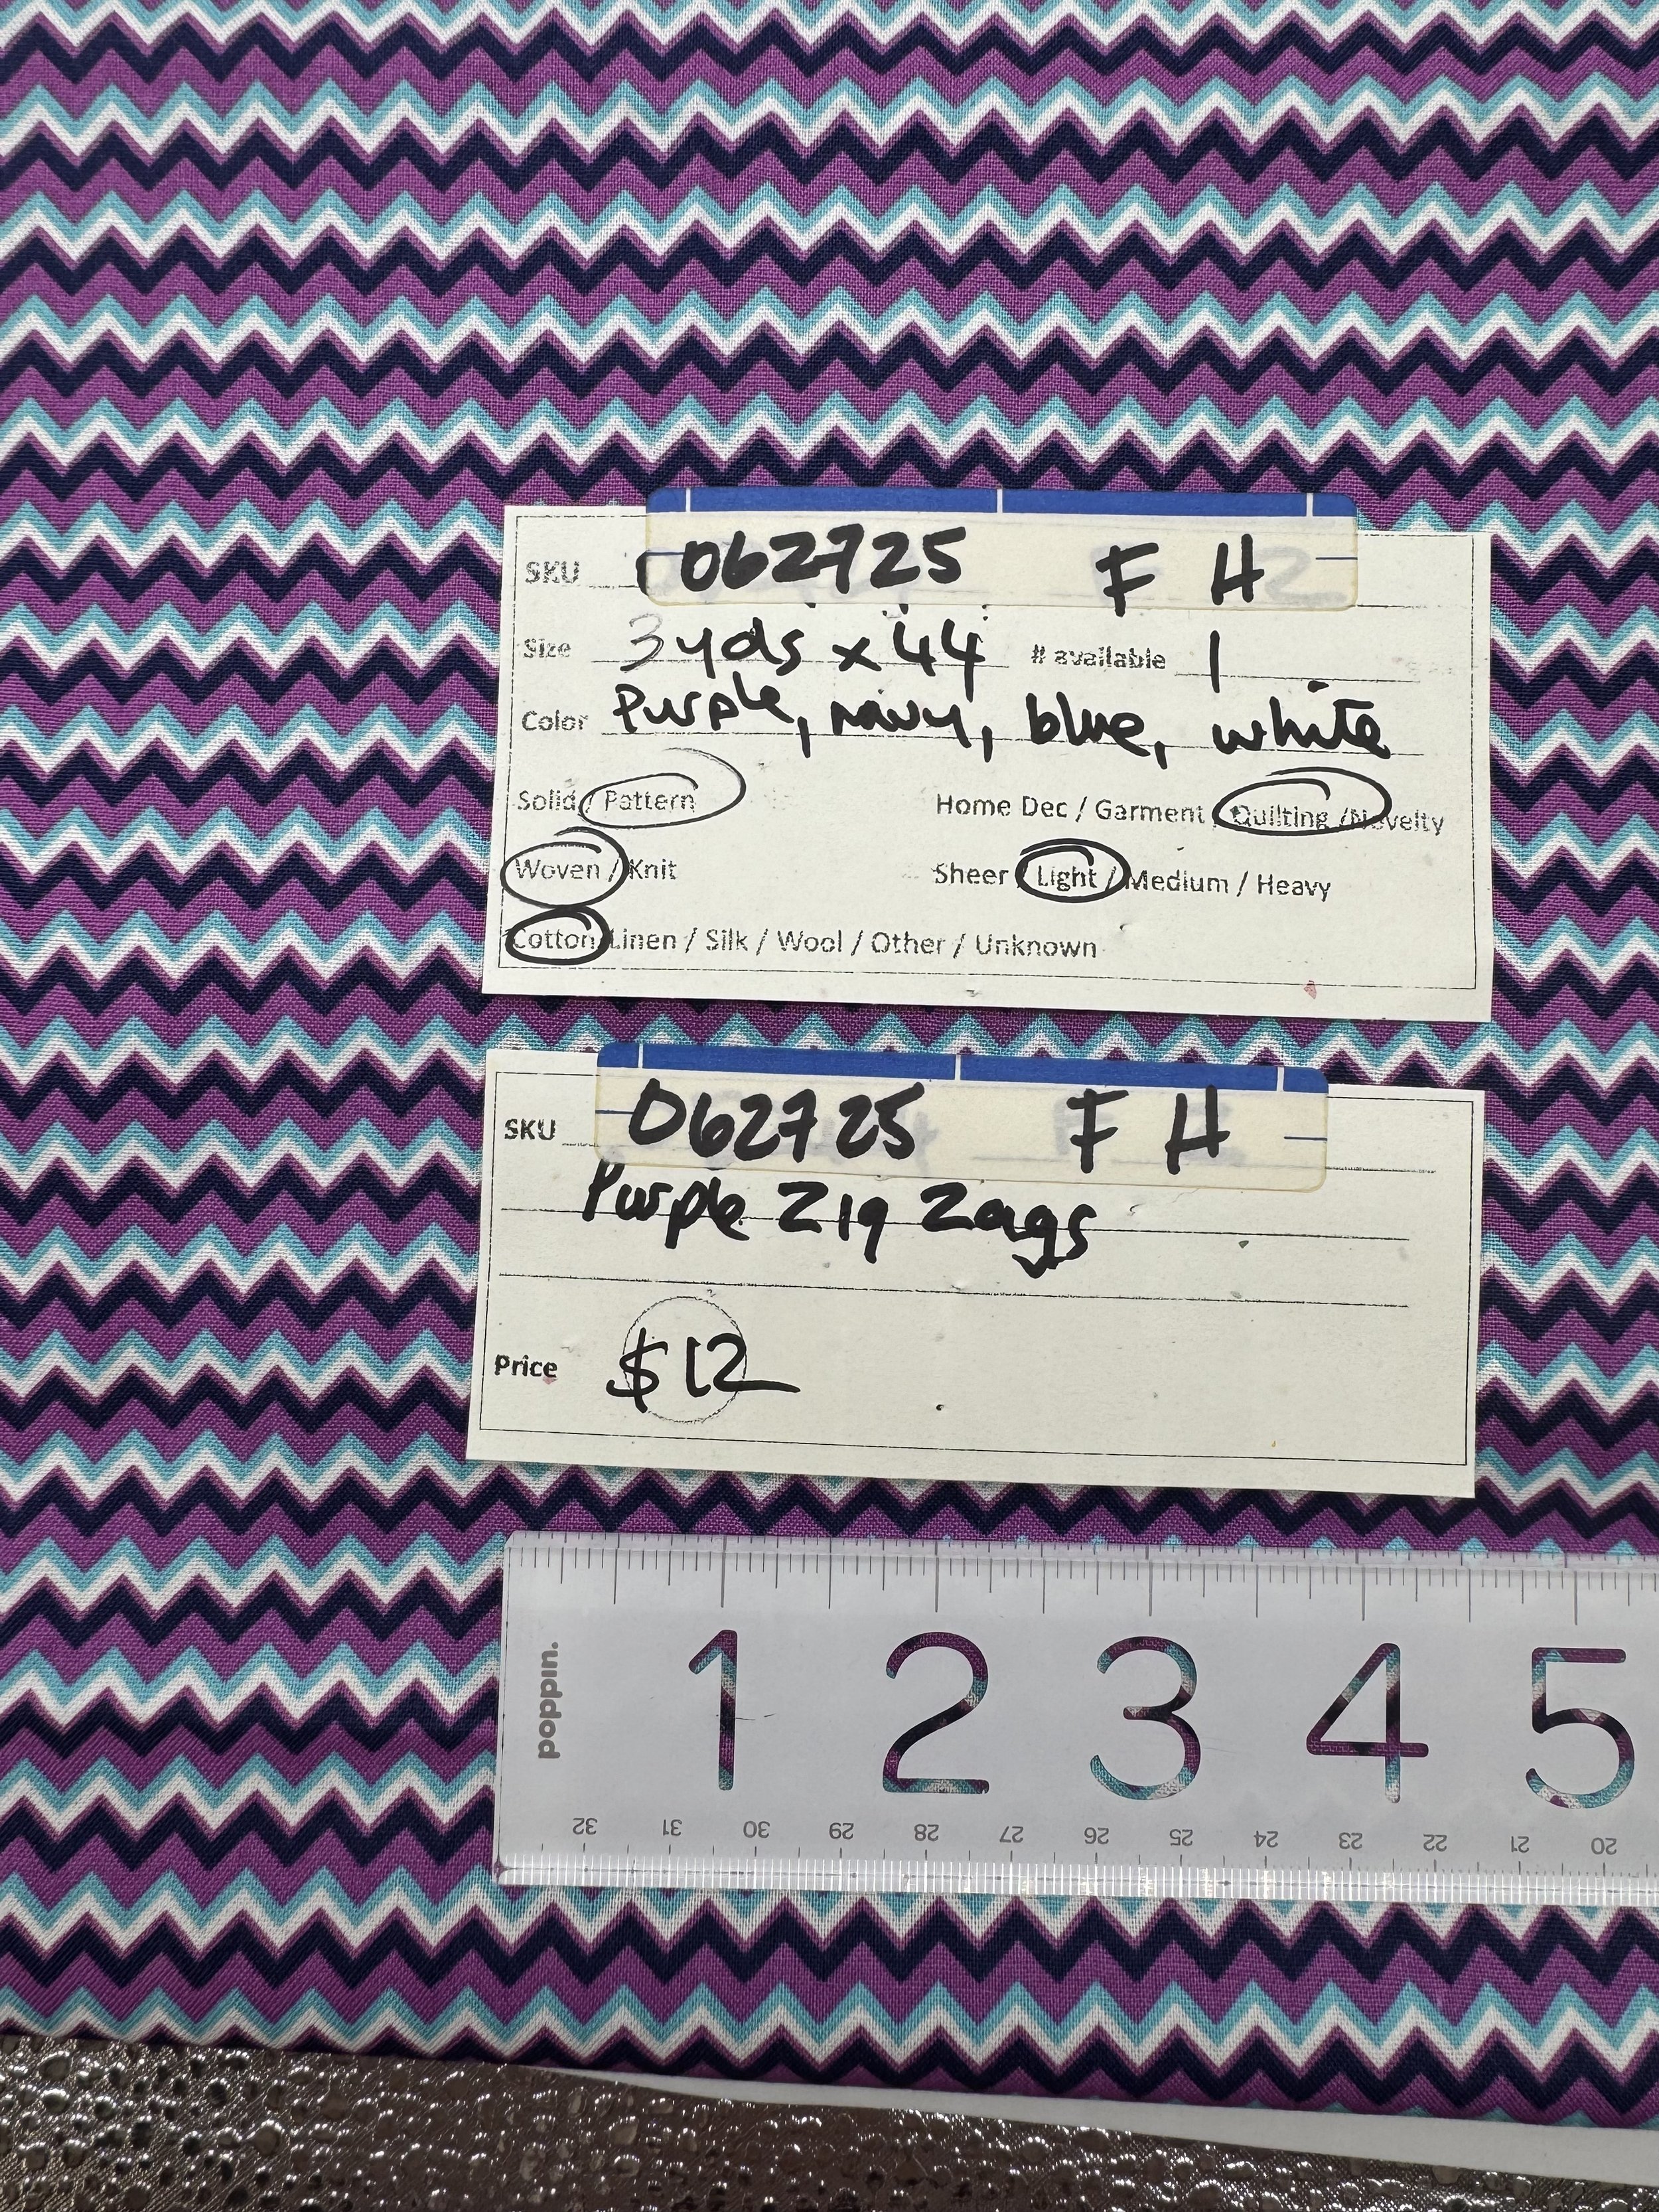 SKU 062725 F H
Size 3yds x 44" # available 1
Color Purple, navy, blue, white
Solid / Pattern Home Dec / Garment / Quilting / Novelty
Woven / Knit Sheer / Light / Medium / Heavy
Cotton / Linen / Silk / Wool / Other / Unknown
SKU 062725 F H
Purple Zig Zags
Price $12
poppin.
1 2 3 4 5
32 31 30 29 28 27 26 25 24 23 22 21 20